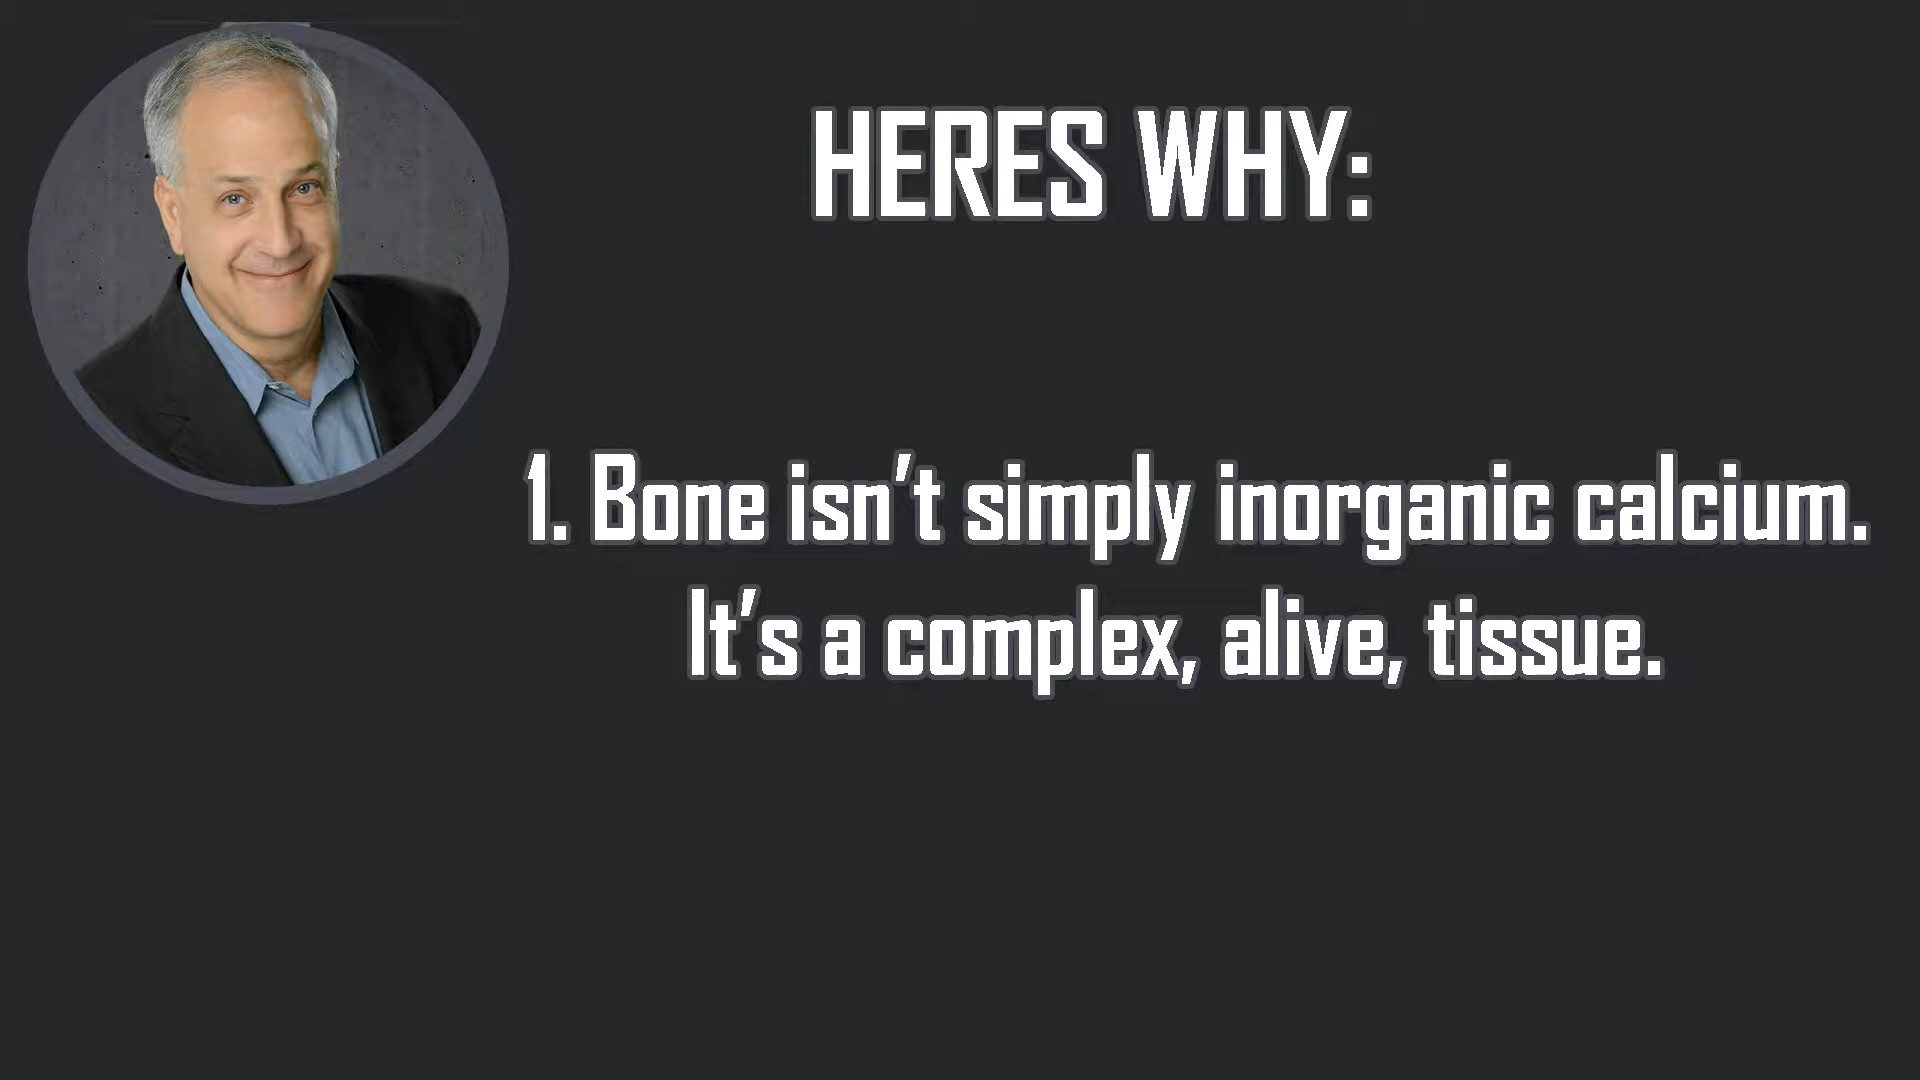 HERES WHY:
1. Bone isn’t simply inorganic calcium.
It’s a complex, alive, tissue.